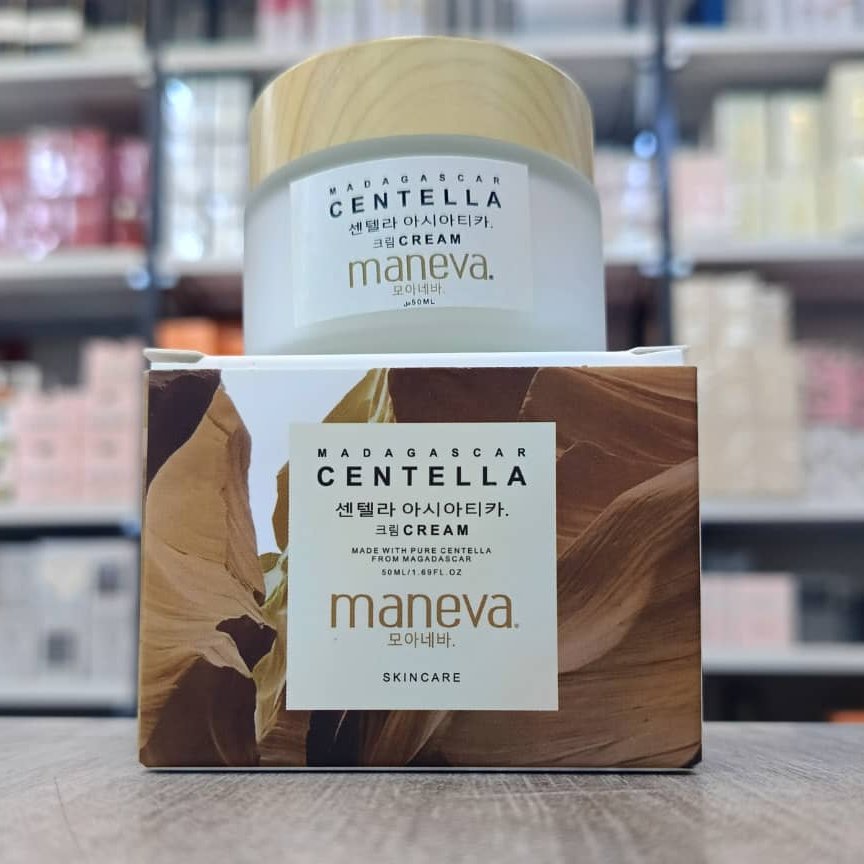 MADAGASCAR
CENTELLA
센텔라 아시아티카.
크림 CREAM
maneva®
모아네바.
50ML
MADAGASCAR
CENTELLA
센텔라 아시아티카.
크림 CREAM
MADE WITH PURE CENTELLA
FROM MAGADASCAR
50ML/1.69FL.OZ
maneva®
모아네바.
SKINCARE